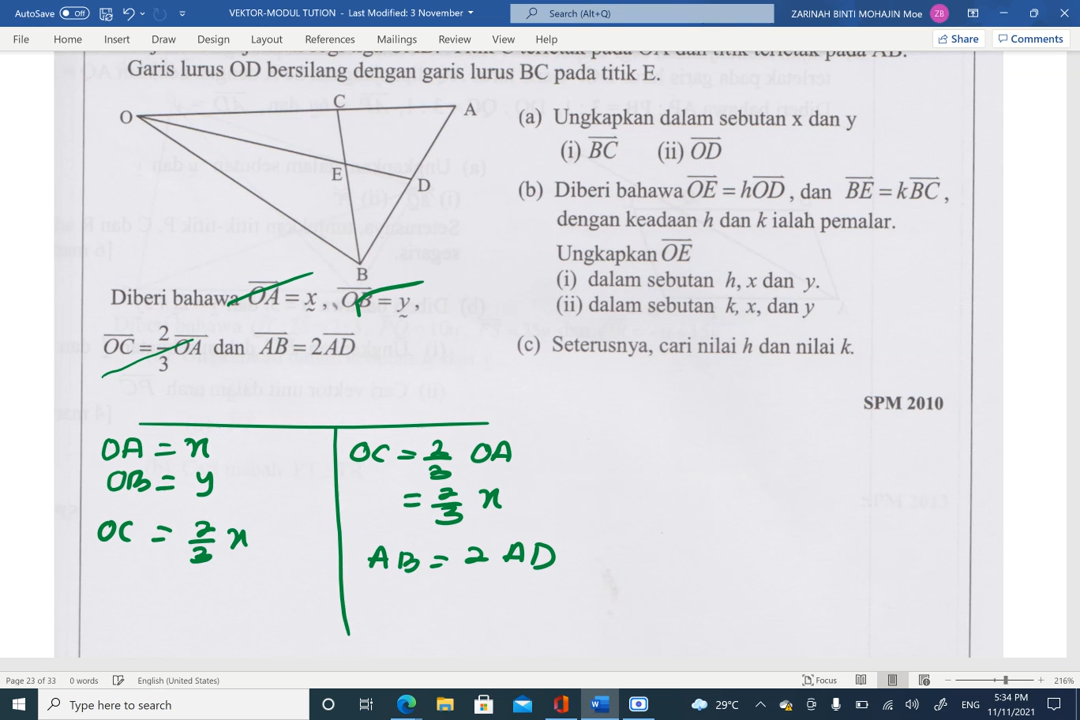 AutoSave Off VEKTOR-MODUL TUTION - Last Modified: 3 November Search (Alt+Q) ZARINAH BINTI MOHAJIN Moe ZB
File Home Insert Draw Design Layout References Mailings Review View Help Share Comments
Garis lurus OD bersilang dengan garis lurus BC pada titik E.
O C A
E D
B
Diberi bahawa OA = x , OB = y ,
OC = 2/3 OA dan AB = 2AD
(a) Ungkapkan dalam sebutan x dan y
(i) BC (ii) OD
(b) Diberi bahawa OE = hOD , dan BE = kBC ,
dengan keadaan h dan k ialah pemalar.
Ungkapkan OE
(i) dalam sebutan h, x dan y.
(ii) dalam sebutan k, x, dan y
(c) Seterusnya, cari nilai h dan nilai k.
SPM 2010
OA = x
OB = y
OC = 2/3 x
OC = 2/3 OA
= 2/3 x
AB = 2 AD
Page 23 of 33 0 words English (United States) Focus 216%
Type here to search 29°C ENG 5:34 PM
11/11/2021